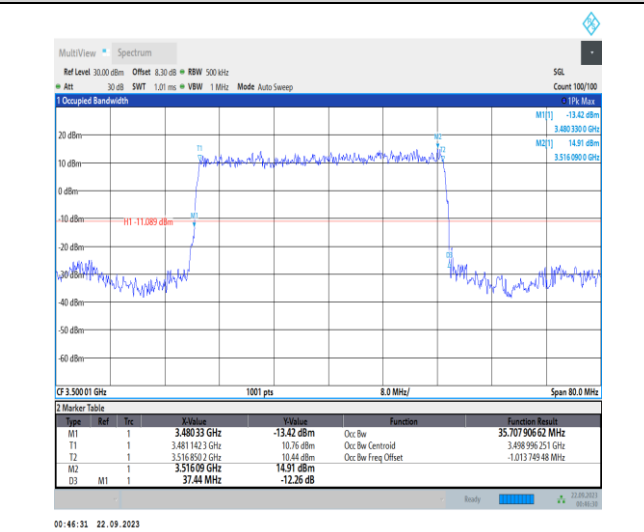 MultiView Spectrum
Ref Level 30.00 dBm Offset 8.30 dB RBW 500 kHz SGL
Att 30 dB SWT 1.01 ms VBW 1 MHz Mode Auto Sweep Count 100/100
1 Occupied Bandwidth 1Pk Max
M1[1] -13.42 dBm
3.480 330 0 GHz
M2[1] 14.91 dBm
3.516 090 0 GHz
20 dBm
10 dBm
0 dBm
-10 dBm
-20 dBm
-30 dBm
-40 dBm
-50 dBm
-60 dBm
H1 -11.089 dBm
T1
M1
M2
T2
D3
CF 3.500 01 GHz 1001 pts 8.0 MHz/ Span 80.0 MHz
2 Marker Table
Type Ref Trc X-Value Y-Value Function Function Result
M1 1 3.480 33 GHz -13.42 dBm Occ Bw 35.707 906 62 MHz
T1 1 3.481 142 3 GHz 10.76 dBm Occ Bw Centroid 3.498 996 251 GHz
T2 1 3.516 850 2 GHz 10.44 dBm Occ Bw Freq Offset -1.013 749 48 MHz
M2 1 3.516 09 GHz 14.91 dBm
D3 M1 1 37.44 MHz -12.26 dB
Ready 22.09.2023
00:46:30
00:46:31 22.09.2023